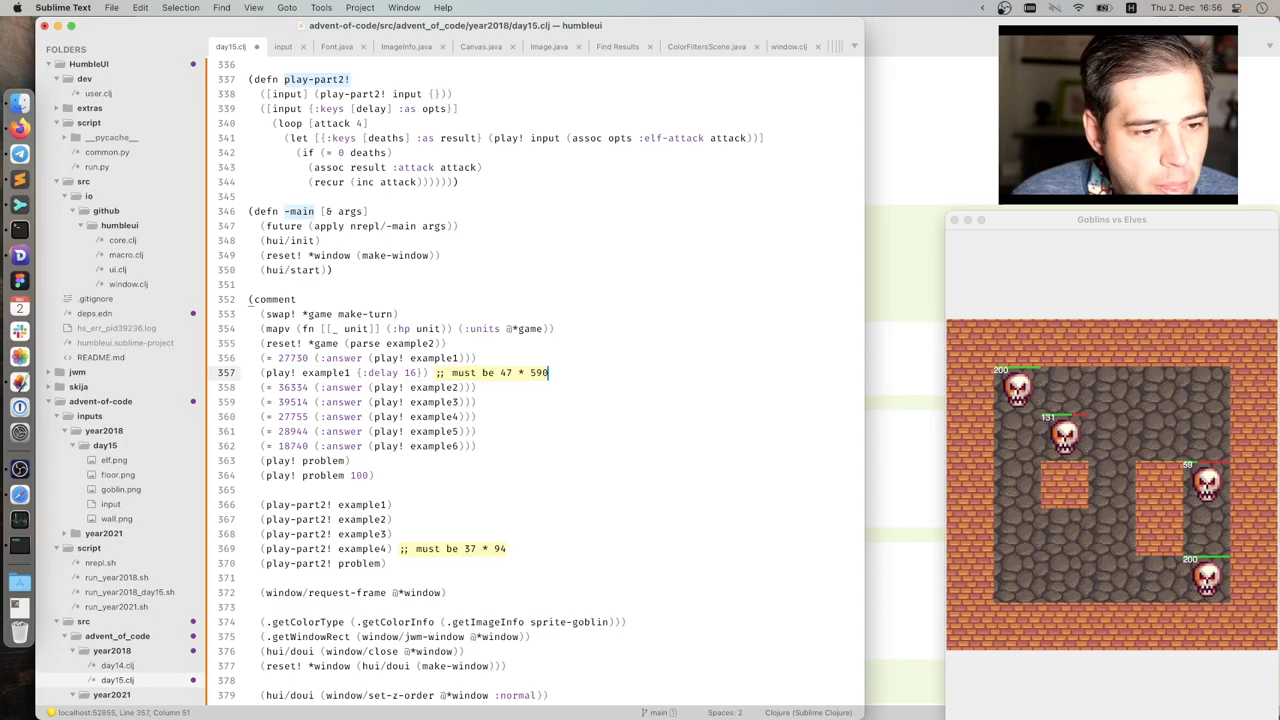 Sublime Text File Edit Selection Find View Goto Tools Project Window Help
Thu Dec 2 16:56
advent-of-code/src/advent_of_code/year2018/day15.clj — humbleui
FOLDERS
HumbleUI
dev
user.clj
extras
script
__pycache__
common.py
run.py
src
io
github
humbleui
core.clj
macro.clj
ui.clj
window.clj
.gitignore
deps.edn
hs_err_pid39236.log
humbleui.sublime-project
README.md
jwm
skija
advent-of-code
inputs
year2018
day15
elf.png
floor.png
goblin.png
input
wall.png
year2021
script
nrepl.sh
run_year2018.sh
run_year2018_day15.sh
run_year2021.sh
src
advent_of_code
year2018
day14.clj
day15.clj
year2021
DEC
2
day15.clj input Font.java ImageInfo.java Canvas.java Image.java Find Results ColorFiltersScene.java window.clj
336
337 (defn play-part2!
338 ([input] (play-part2! input {}))
339 ([input {:keys [delay] :as opts}]
340 (loop [attack 4]
341 (let [{:keys [deaths] :as result} (play! input (assoc opts :elf-attack attack))]
342 (if (= 0 deaths)
343 (assoc result :attack attack)
344 (recur (inc attack)))))))
345
346 (defn -main [& args]
347 (future (apply nrepl/-main args))
348 (hui/init)
349 (reset! *window (make-window))
350 (hui/start))
351
352 (comment
353 (swap! *game make-turn)
354 (mapv (fn [[_ unit]] (:hp unit)) (:units @*game))
355 (reset! *game (parse example2))
356 (= 27730 (:answer (play! example1)))
357 (play! example1 {:delay 16}) ;; must be 47 * 590
358 (= 36334 (:answer (play! example2)))
359 (= 39514 (:answer (play! example3)))
360 (= 27755 (:answer (play! example4)))
361 (= 28944 (:answer (play! example5)))
362 (= 18740 (:answer (play! example6)))
363 (play! problem)
364 (play! problem 100)
365
366 (play-part2! example1)
367 (play-part2! example2)
368 (play-part2! example3)
369 (play-part2! example4) ;; must be 37 * 94
370 (play-part2! problem)
371
372 (window/request-frame @*window)
373
374 (.getColorType (.getColorInfo (.getImageInfo sprite-goblin)))
375 (.getWindowRect (window/jwm-window @*window))
376 (hui/doui (window/close @*window))
377 (reset! *window (hui/doui (make-window)))
378
379 (hui/doui (window/set-z-order @*window :normal))
localhost:52855, Line 357, Column 51
main 1
Spaces: 2
Clojure (Sublime Clojure)
Goblins vs Elves
200
131
59
200